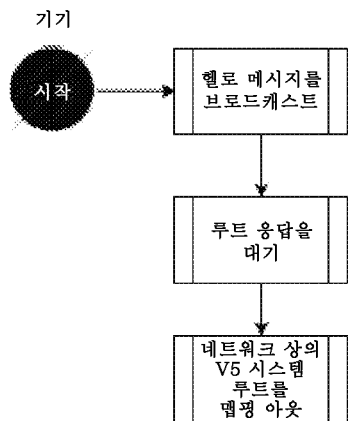 기기
시작
헬로 메시지를
브로드캐스트
루트 응답을
대기
네트워크 상의
V5 시스템
루트를
맵핑 아웃